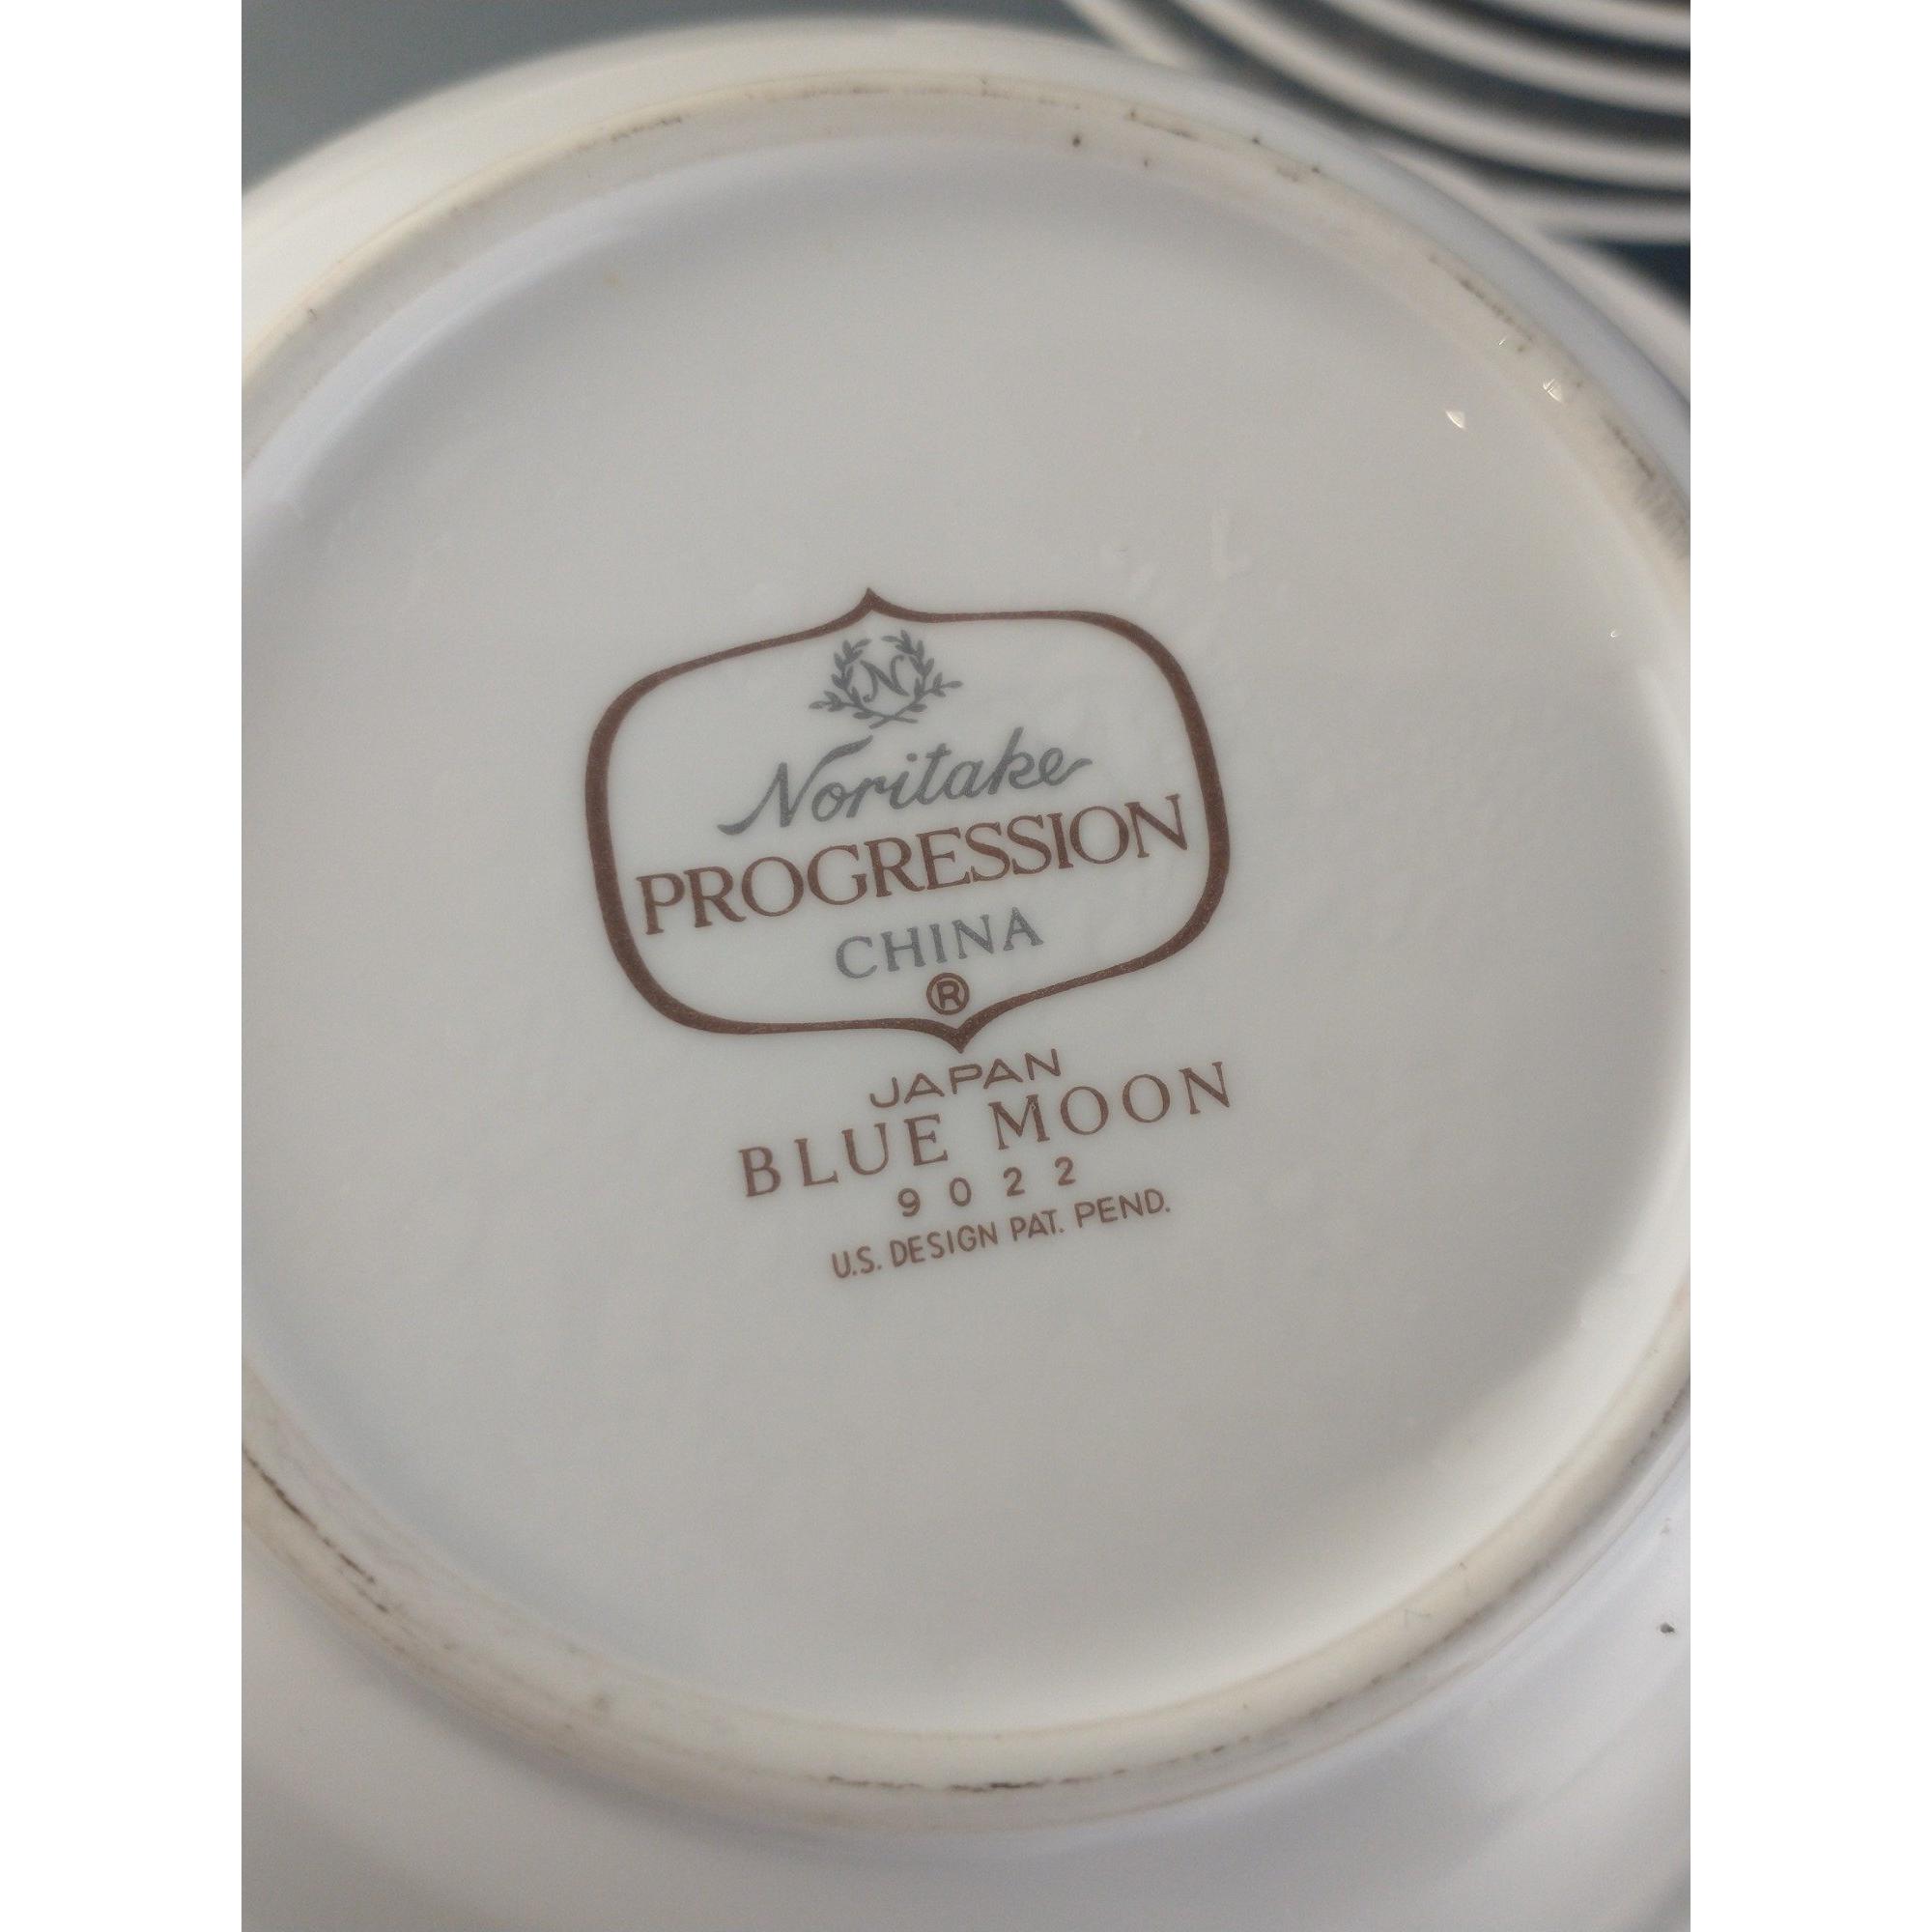 N
Noritake
PROGRESSION
CHINA
®
JAPAN
BLUE MOON
9022
U.S. DESIGN PAT. PEND.